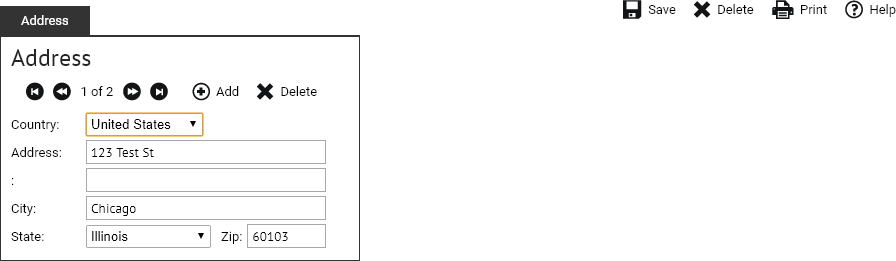 Save Delete Print Help
Address
Address
1 of 2 Add Delete
Country: United States
Address: 123 Test St
:
City: Chicago
State: Illinois Zip: 60103